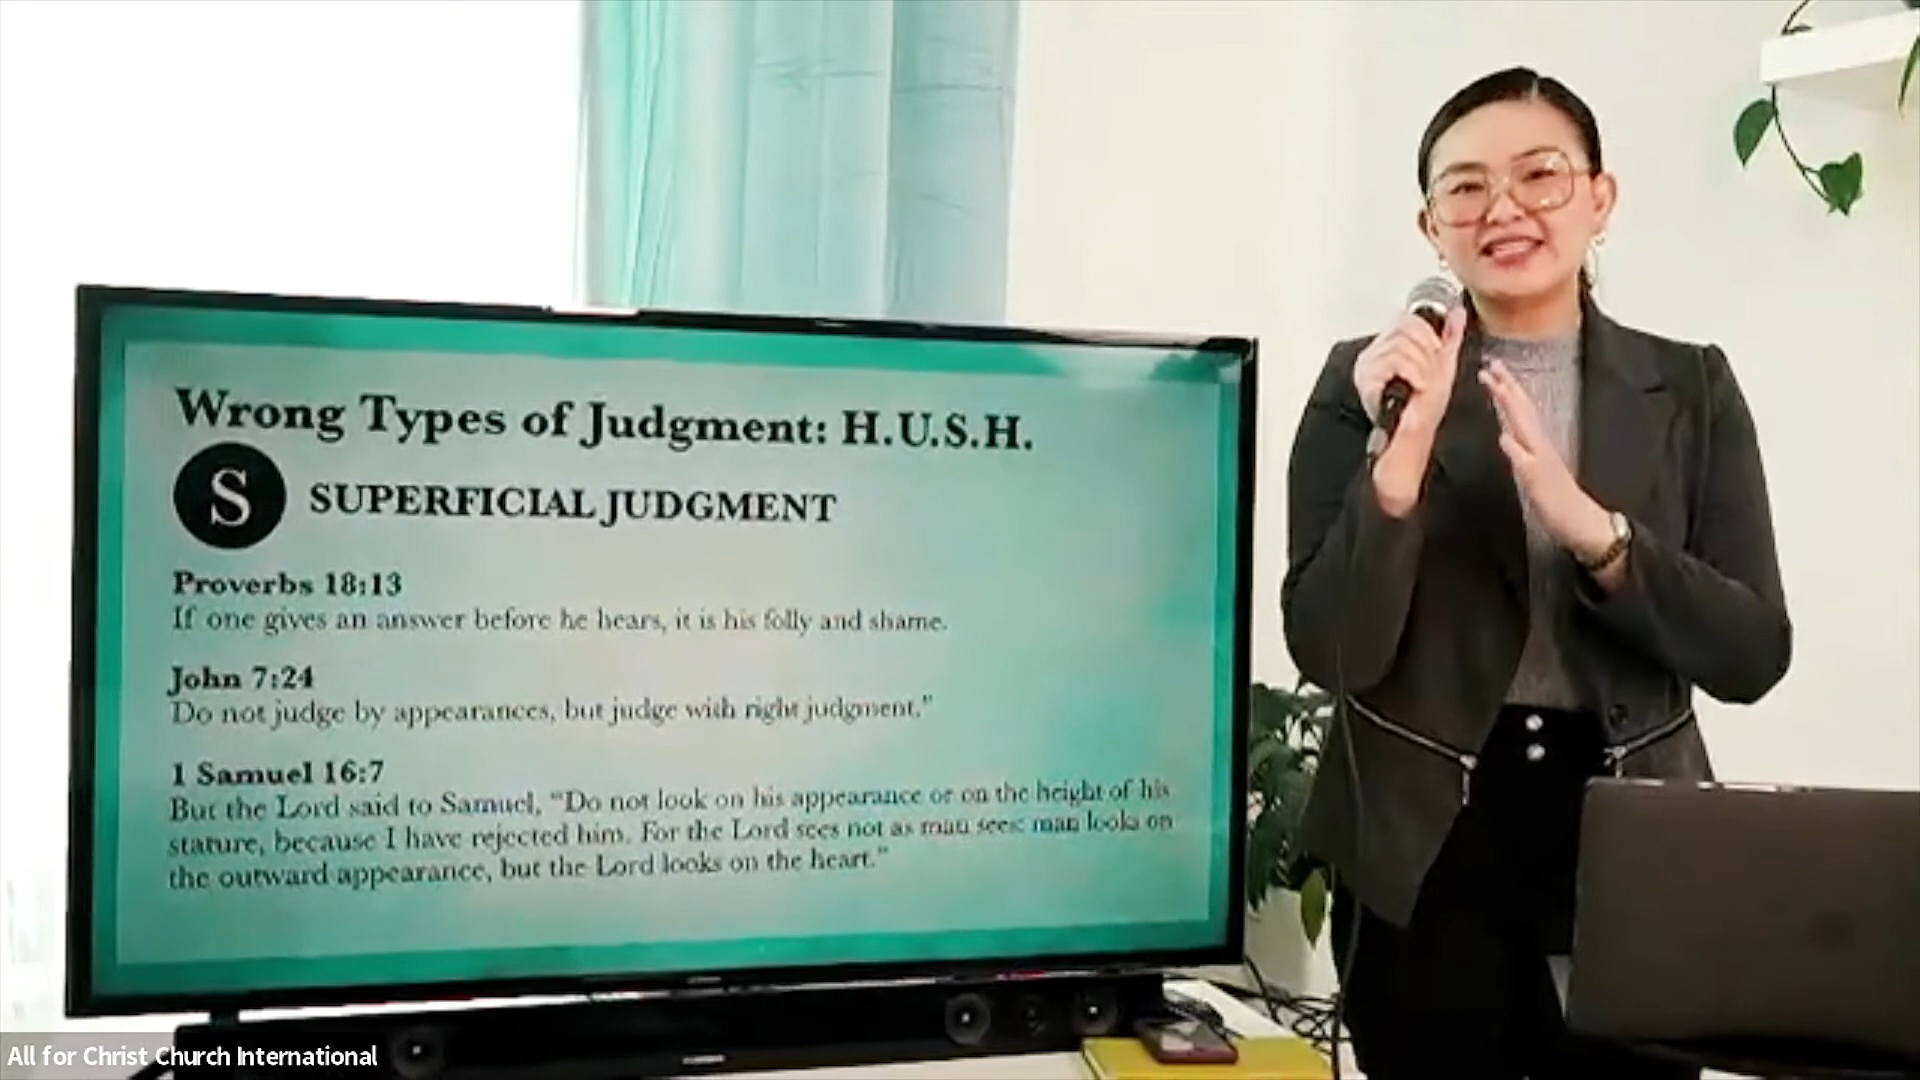 Wrong Types of Judgment: H.U.S.H.
S SUPERFICIAL JUDGMENT
Proverbs 18:13
If one gives an answer before he hears, it is his folly and shame.
John 7:24
Do not judge by appearances, but judge with right judgment."
1 Samuel 16:7
But the Lord said to Samuel, "Do not look on his appearance or on the height of his
stature, because I have rejected him. For the Lord sees not as man sees: man looks on
the outward appearance, but the Lord looks on the heart."
All for Christ Church International